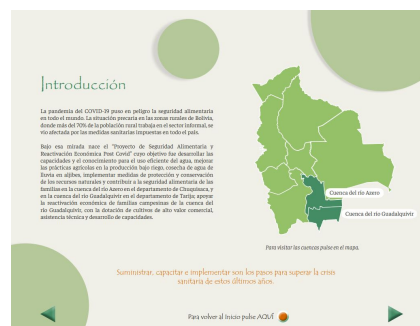 Introducción
La pandemia del COVID-19 puso en peligro la seguridad alimentaria
en todo el mundo. La situación precaria en las zonas rurales de Bolivia,
donde más del 70% de la población rural trabaja en el sector informal, se
vio afectada por las medidas sanitarias impuestas en todo el país.
Bajo esa mirada nace el "Proyecto de Seguridad Alimentaria y
Reactivación Económica Post Covid" cuyo objetivo fue desarrollar las
capacidades y el conocimiento para el uso eficiente del agua, mejorar
las prácticas agrícolas en la producción bajo riego, cosecha de agua de
lluvia en aljibes, implementar medidas de protección y conservación
de los recursos naturales y contribuir a la seguridad alimentaria de las
familias en la cuenca del río Azero en el departamento de Chuquisaca, y
en la cuenca del río Guadalquivir en el departamento de Tarija; apoyar
la reactivación económica de familias campesinas de la cuenca del
río Guadalquivir, con la dotación de cultivos de alto valor comercial,
asistencia técnica y desarrollo de capacidades.
Cuenca del río Azero
Cuenca del río Guadalquivir
Para visitar las cuencas pulse en el mapa.
Suministrar, capacitar e implementar son los pasos para superar la crisis
sanitaria de estos últimos años.
Para volver al Inicio pulse AQUÍ